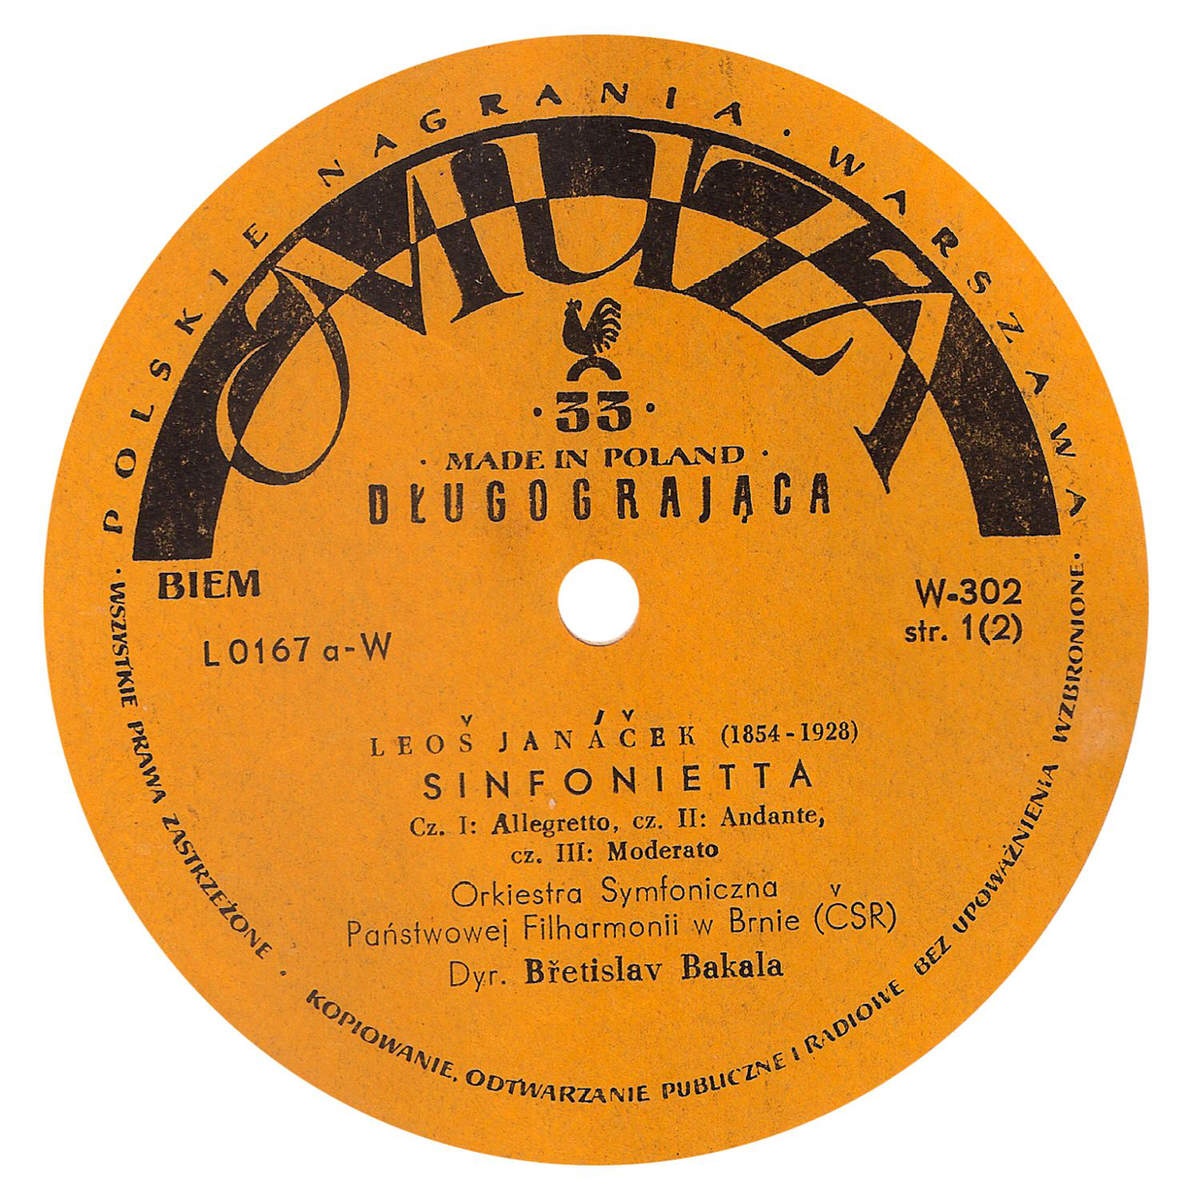 POLSKIE NAGRANIA · WARSZAWA
MUZA
· 33 ·
· MADE IN POLAND ·
DŁUGOGRAJĄCA
BIEM
W-302
L 0167 a-W
str. 1(2)
LEOŠ JANÁČEK (1854-1928)
SINFONIETTA
Cz. I: Allegretto, cz. II: Andante,
cz. III: Moderato
Orkiestra Symfoniczna
Państwowej Filharmonii w Brnie (ČSR)
Dyr. Břetislav Bakala
· WSZYSTKIE PRAWA ZASTRZEŻONE · KOPIOWANIE, ODTWARZANIE PUBLICZNE I RADIOWE BEZ UPOWAŻNIENIA WZBRONIONE ·